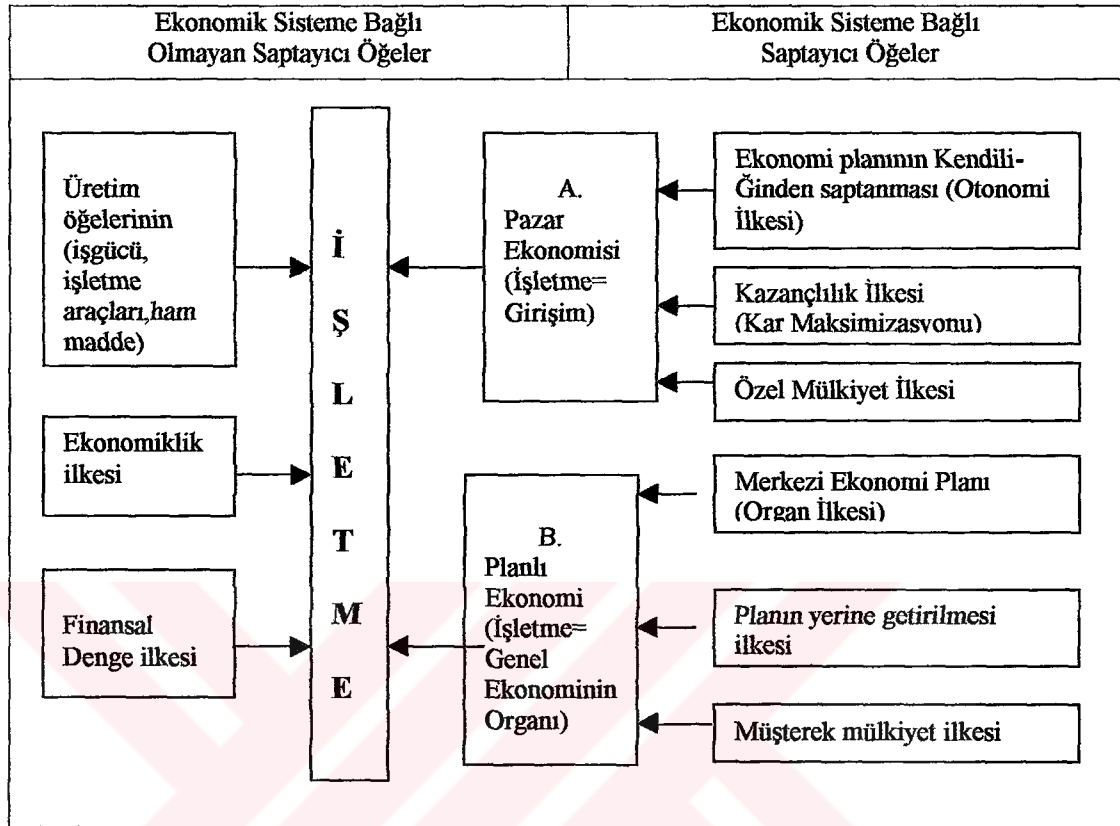 Ekonomik Sisteme Bağlı
Olmayan Saptayıcı Öğeler
Ekonomik Sisteme Bağlı
Saptayıcı Öğeler
Üretim
öğelerinin
(işgücü,
işletme
araçları,ham
madde)
Ekonomiklik
ilkesi
Finansal
Denge ilkesi
İ
Ş
L
E
T
M
E
A.
Pazar
Ekonomisi
(İşletme=
Girişim)
B.
Planlı
Ekonomi
(İşletme=
Genel
Ekonominin
Organı)
Ekonomi planının Kendili-
Ğinden saptanması (Otonomi
İlkesi)
Kazançlılık İlkesi
(Kar Maksimizasyonu)
Özel Mülkiyet İlkesi
Merkezi Ekonomi Planı
(Organ İlkesi)
Planın yerine getirilmesi
ilkesi
Müşterek mülkiyet ilkesi